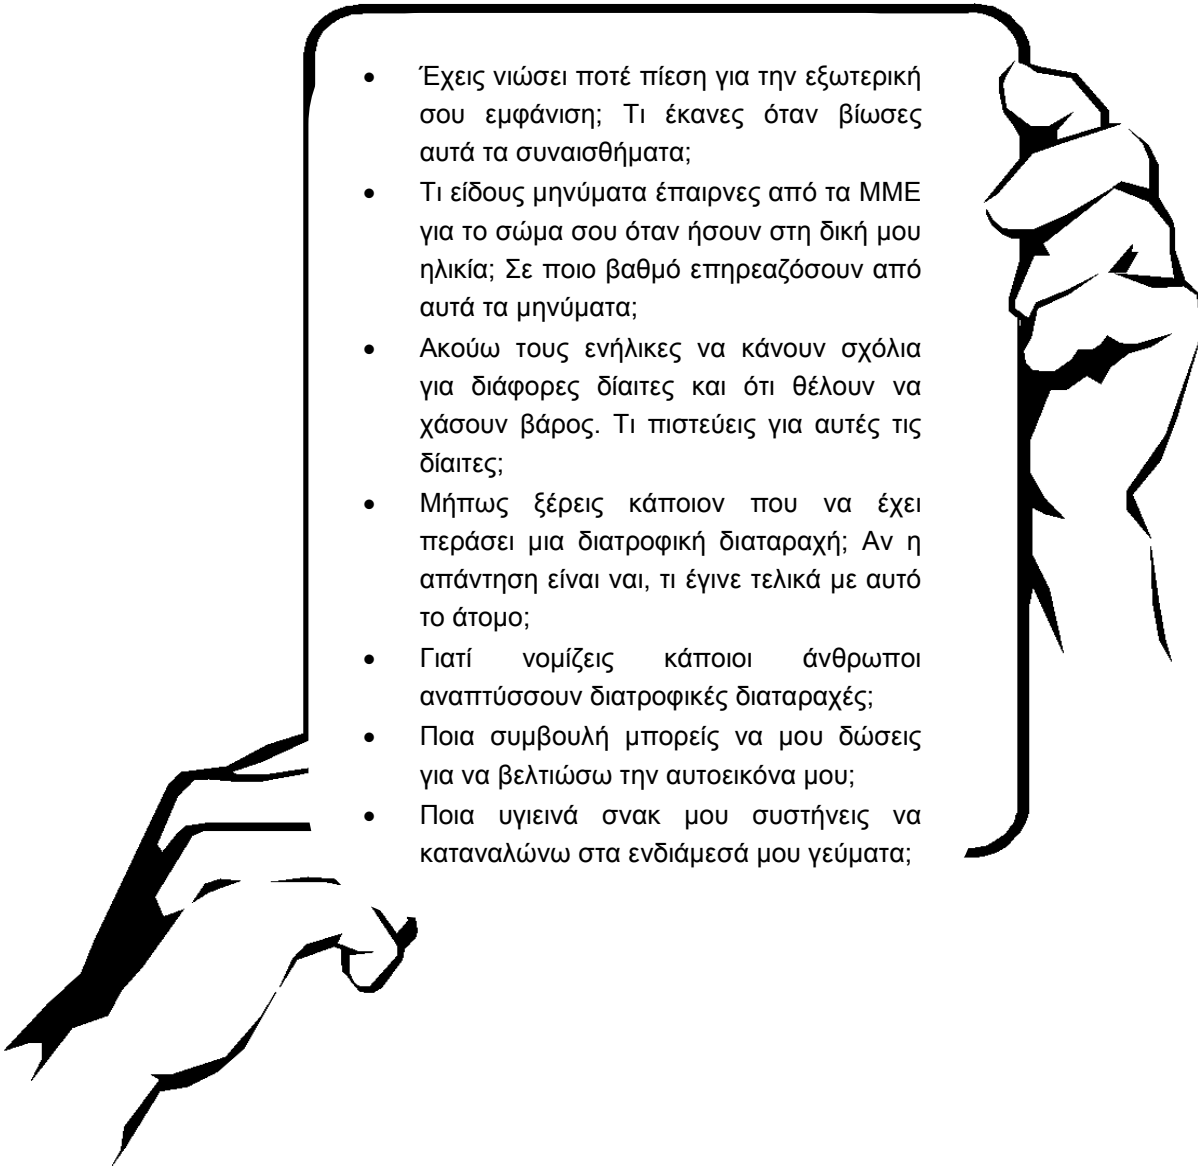 • Έχεις νιώσει ποτέ πίεση για την εξωτερική
σου εμφάνιση; Τι έκανες όταν βίωσες
αυτά τα συναισθήματα;
• Τι είδους μηνύματα έπαιρνες από τα ΜΜΕ
για το σώμα σου όταν ήσουν στη δική μου
ηλικία; Σε ποιο βαθμό επηρεαζόσουν από
αυτά τα μηνύματα;
• Ακούω τους ενήλικες να κάνουν σχόλια
για διάφορες δίαιτες και ότι θέλουν να
χάσουν βάρος. Τι πιστεύεις για αυτές τις
δίαιτες;
• Μήπως ξέρεις κάποιον που να έχει
περάσει μια διατροφική διαταραχή; Αν η
απάντηση είναι ναι, τι έγινε τελικά με αυτό
το άτομο;
• Γιατί νομίζεις κάποιοι άνθρωποι
αναπτύσσουν διατροφικές διαταραχές;
• Ποια συμβουλή μπορείς να μου δώσεις
για να βελτιώσω την αυτοεικόνα μου;
• Ποια υγιεινά σνακ μου συστήνεις να
καταναλώνω στα ενδιάμεσά μου γεύματα;